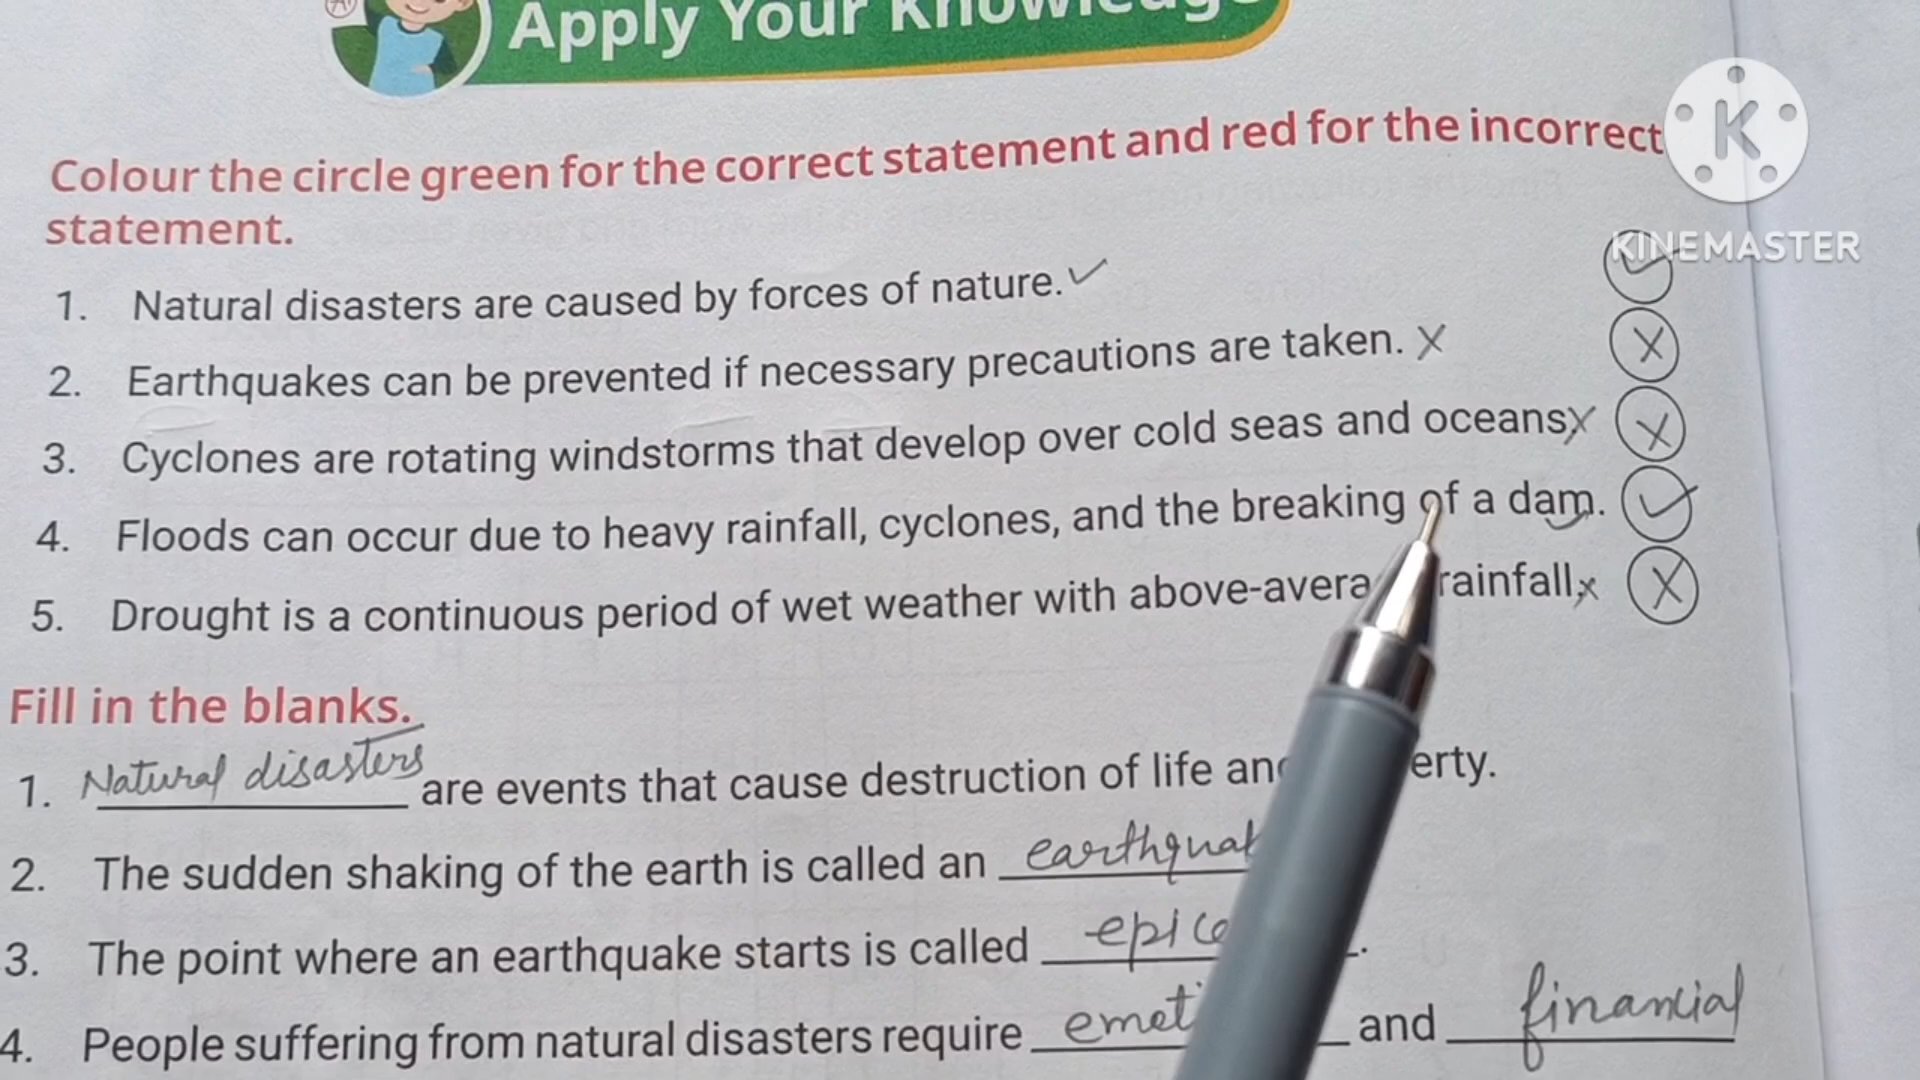 Apply Your Knowledge
Colour the circle green for the correct statement and red for the incorrect
statement.
KINEMASTER
1. Natural disasters are caused by forces of nature. ✓ ✓
2. Earthquakes can be prevented if necessary precautions are taken. X X
3. Cyclones are rotating windstorms that develop over cold seas and oceans. X X
4. Floods can occur due to heavy rainfall, cyclones, and the breaking of a dam. ✓
5. Drought is a continuous period of wet weather with above-avera rainfall. x X
Fill in the blanks.
1. Natural disasters are events that cause destruction of life an erty.
2. The sudden shaking of the earth is called an earthqua
3. The point where an earthquake starts is called epice .
4. People suffering from natural disasters require emoti and financial